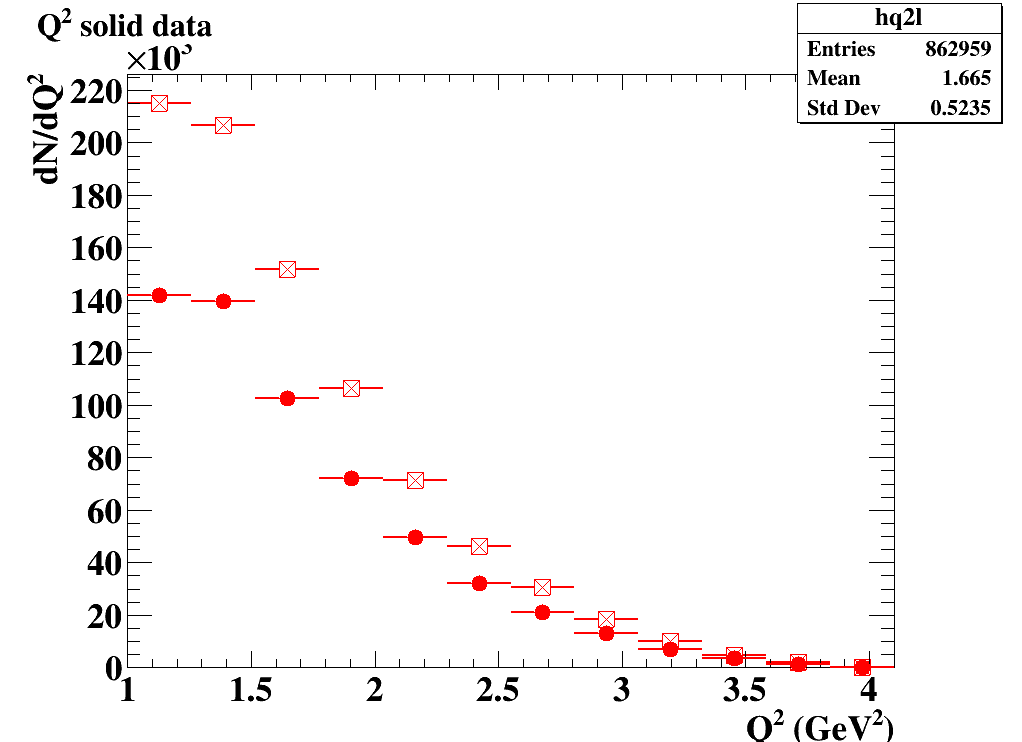 Q² solid data
×10³
dN/dQ²
220
200
180
160
140
120
100
80
60
40
20
0
1 1.5 2 2.5 3 3.5 4
Q² (GeV²)
hq2l
Entries 862959
Mean 1.665
Std Dev 0.5235